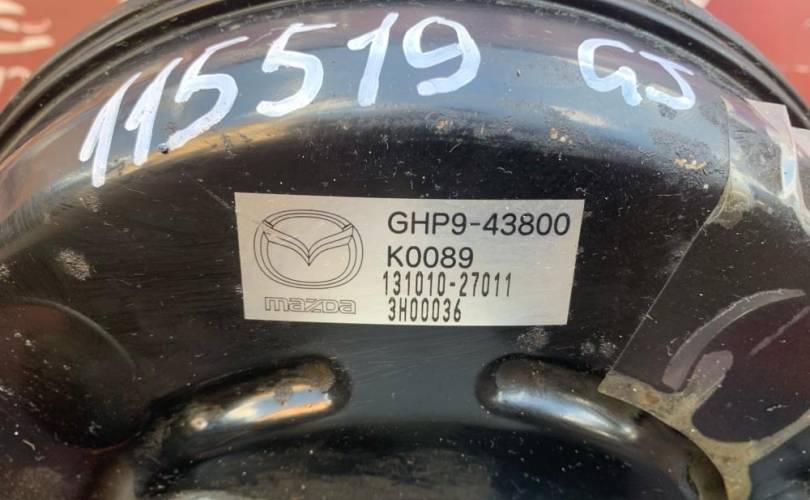 115519 GJ
GHP9-43800
K0089
131010-27011
mazda
3H00036